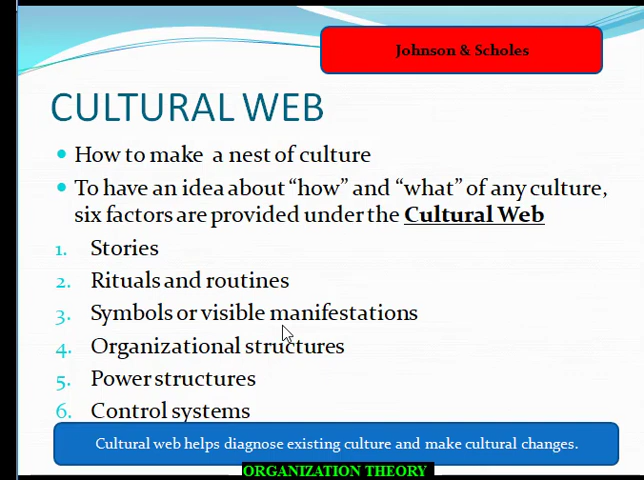 Johnson & Scholes
CULTURAL WEB
How to make a nest of culture
To have an idea about “how” and “what” of any culture,
six factors are provided under the Cultural Web
1. Stories
2. Rituals and routines
3. Symbols or visible manifestations
4. Organizational structures
5. Power structures
6. Control systems
Cultural web helps diagnose existing culture and make cultural changes.
ORGANIZATION THEORY